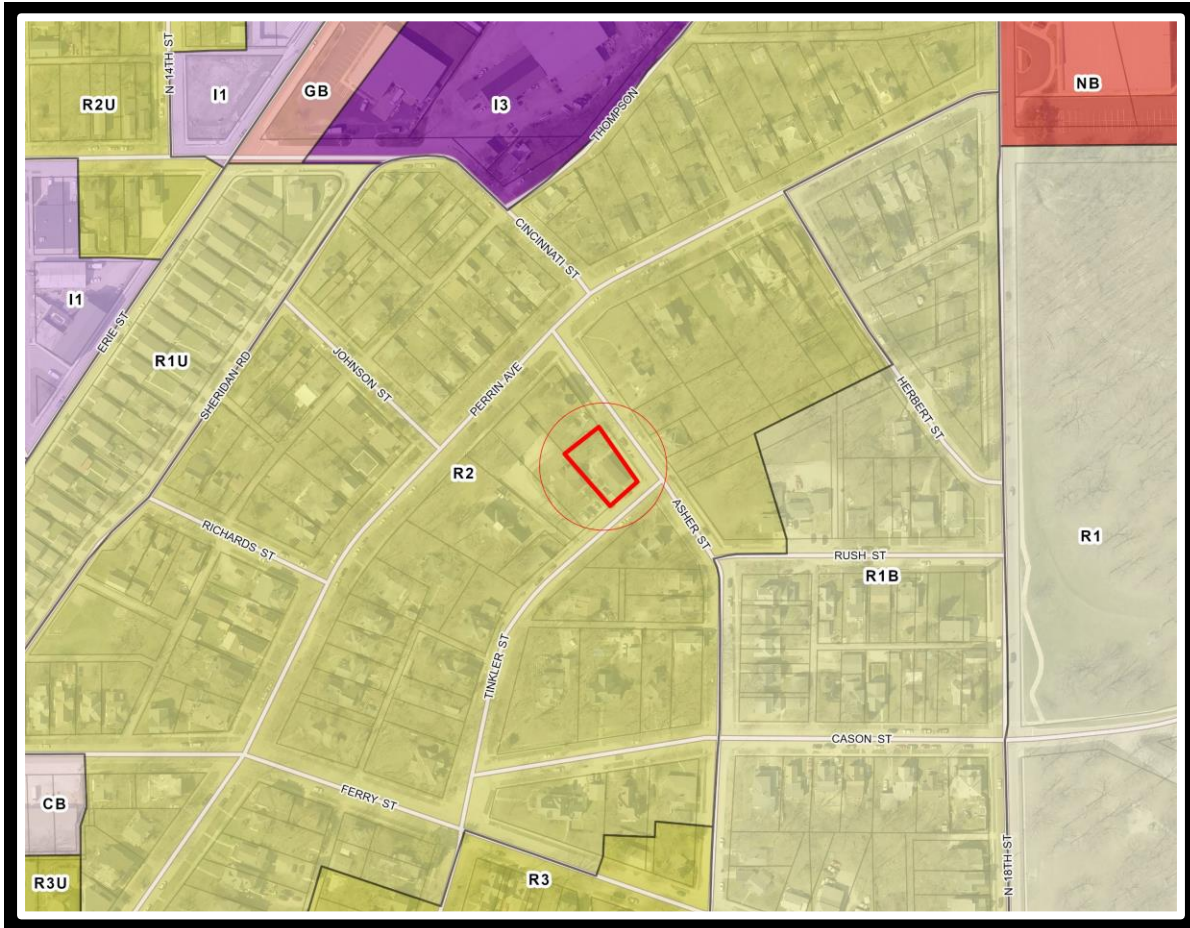 N 14TH ST
R2U
I1
GB
I3
NB
THOMPSON
CINCINNATI ST
I1
ERIE ST
R1U
SHERIDAN RD
JOHNSON ST
PERRIN AVE
HERBERT ST
R2
RICHARDS ST
ASHER ST
R1
RUSH ST
R1B
TINKLER ST
CASON ST
CB
FERRY ST
R3U
R3
N 18TH ST